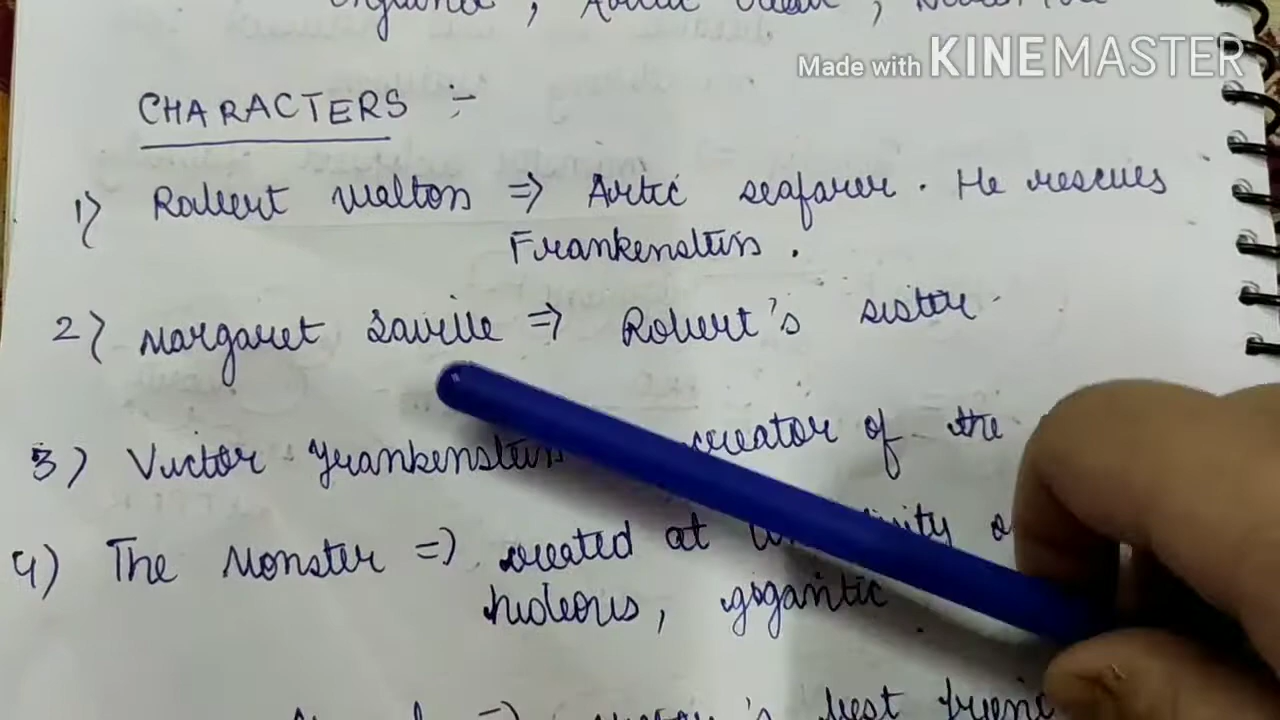 Made with KINEMASTER
CHARACTERS :-
1) Robert Walton => Artic seafarer. He rescues
Frankenstein.
2) Margaret Saville => Robert's sister.
3) Victor Frankenstein creator of the
4) The Monster => created at
hideous, gigantic
=> best friend